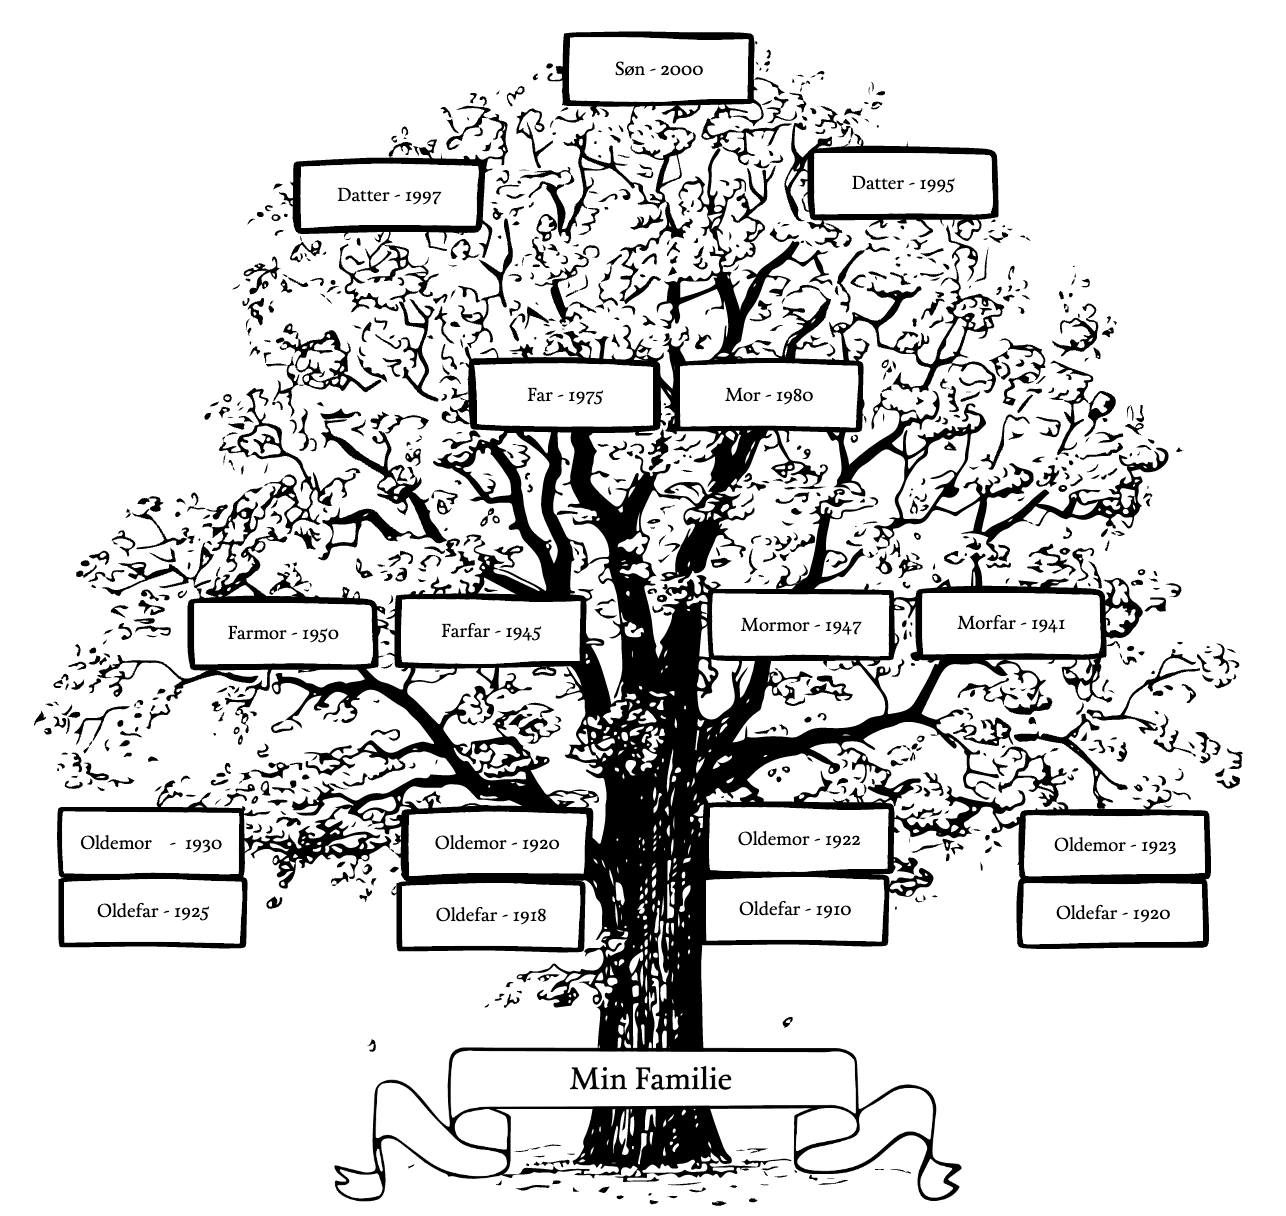 Søn - 2000
Datter - 1997
Datter - 1995
Far - 1975
Mor - 1980
Farmor - 1950
Farfar - 1945
Mormor - 1947
Morfar - 1941
Oldemor - 1930
Oldemor - 1920
Oldemor - 1922
Oldemor - 1923
Oldefar - 1925
Oldefar - 1918
Oldefar - 1910
Oldefar - 1920
Min Familie